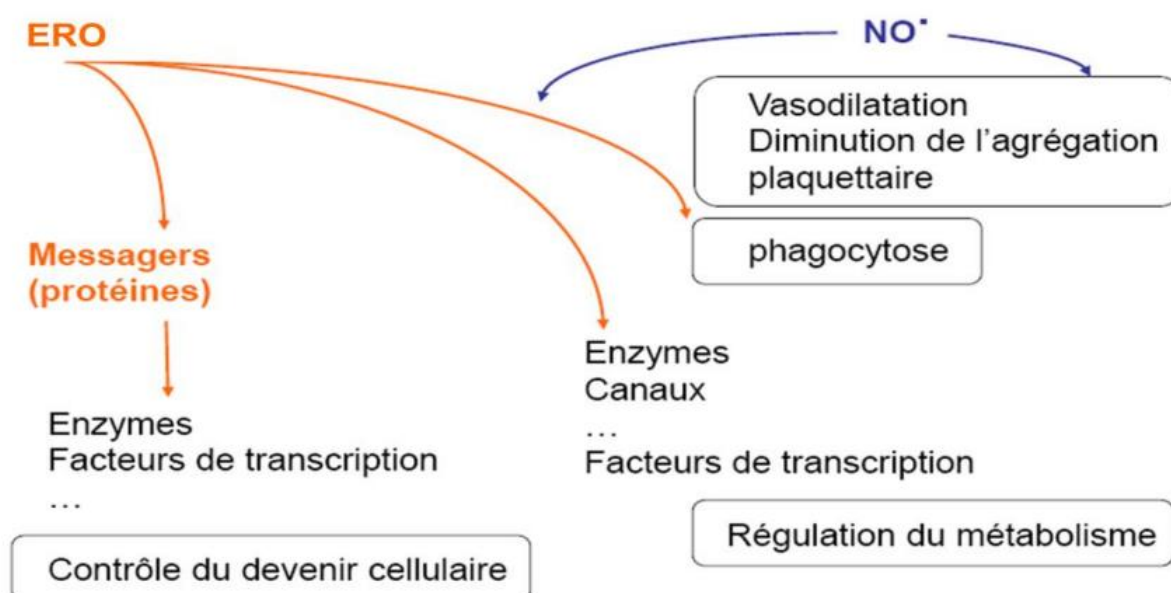 ERO
NO•
Vasodilatation
Diminution de l'agrégation
plaquettaire
phagocytose
Messagers
(protéines)
Enzymes
Canaux
...
Facteurs de transcription
Enzymes
Facteurs de transcription
...
Régulation du métabolisme
Contrôle du devenir cellulaire